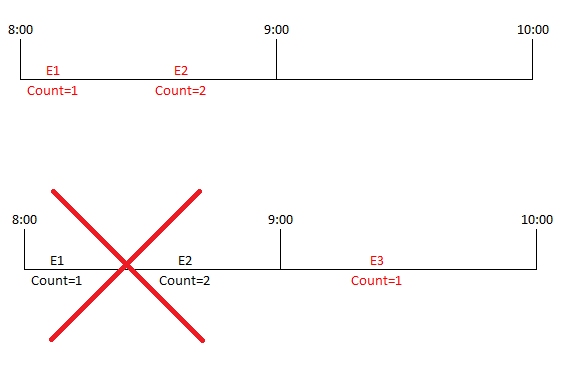 8:00 9:00 10:00
E1 E2
Count=1 Count=2
8:00 9:00 10:00
E1 E2 E3
Count=1 Count=2 Count=1